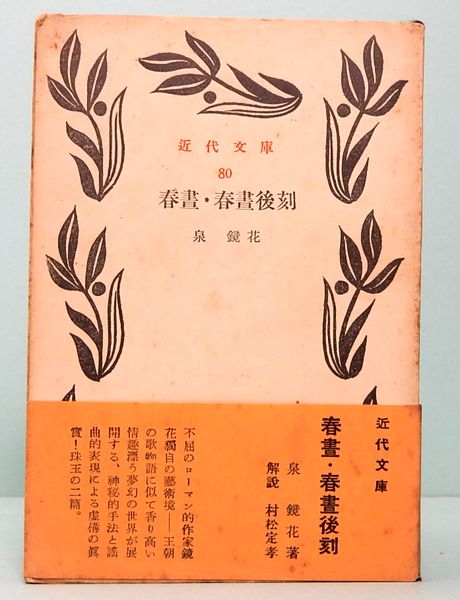 近代文庫
80
春晝・春晝後刻
泉 鏡花
近代文庫
春晝・春晝後刻
泉 鏡花著
解說 村松定孝
不屈のローマン的作家鏡
花獨自の藝術境――王朝
の歌物語に似て香り高い
情趣漂う夢幻の世界が展
開する、神秘的手法と謠
曲的表現による虛構の眞
實！珠玉の二篇。